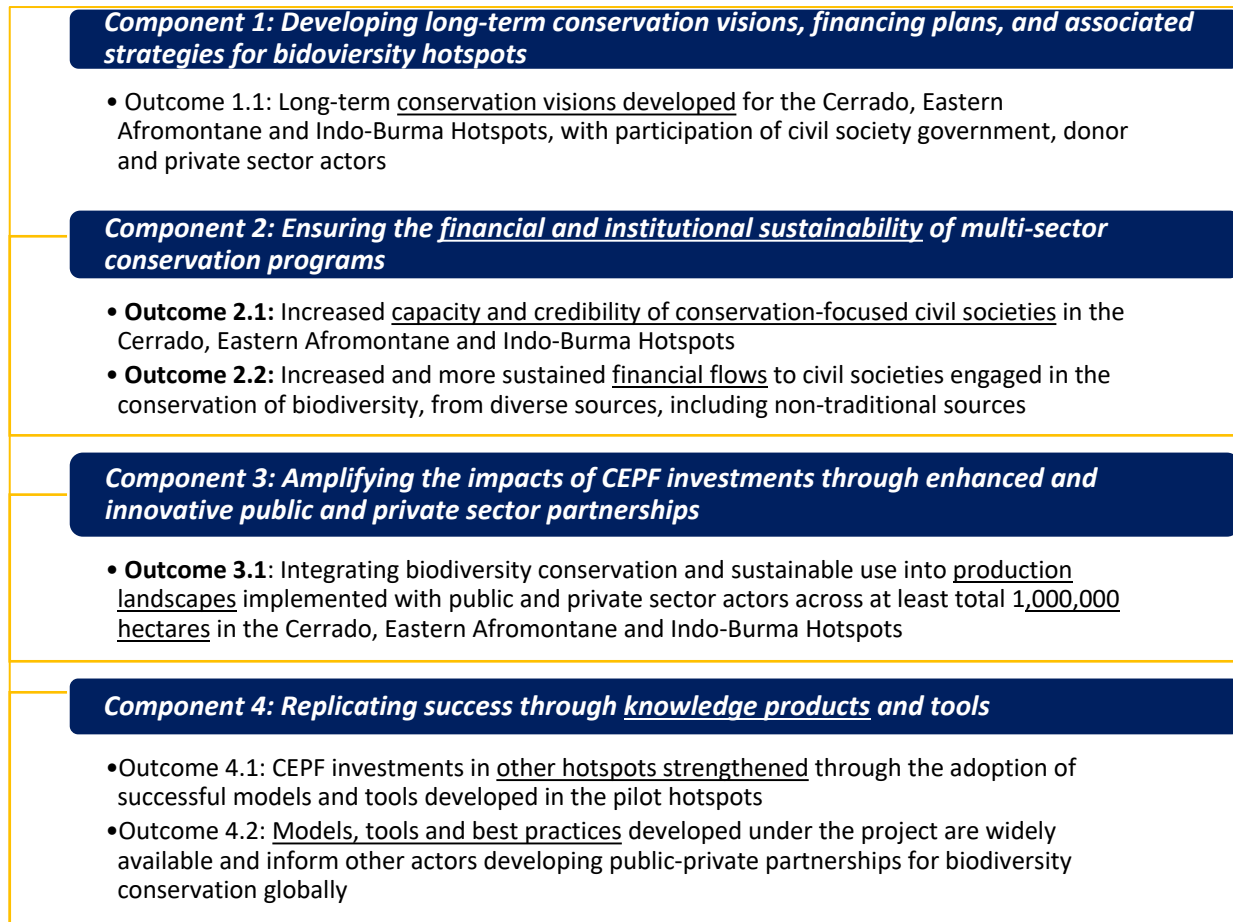 Component 1: Developing long-term conservation visions, financing plans, and associated
strategies for bidoviersity hotspots
• Outcome 1.1: Long-term conservation visions developed for the Cerrado, Eastern
Afromontane and Indo-Burma Hotspots, with participation of civil society government, donor
and private sector actors
Component 2: Ensuring the financial and institutional sustainability of multi-sector
conservation programs
• Outcome 2.1: Increased capacity and credibility of conservation-focused civil societies in the
Cerrado, Eastern Afromontane and Indo-Burma Hotspots
• Outcome 2.2: Increased and more sustained financial flows to civil societies engaged in the
conservation of biodiversity, from diverse sources, including non-traditional sources
Component 3: Amplifying the impacts of CEPF investments through enhanced and
innovative public and private sector partnerships
• Outcome 3.1: Integrating biodiversity conservation and sustainable use into production
landscapes implemented with public and private sector actors across at least total 1,000,000
hectares in the Cerrado, Eastern Afromontane and Indo-Burma Hotspots
Component 4: Replicating success through knowledge products and tools
•Outcome 4.1: CEPF investments in other hotspots strengthened through the adoption of
successful models and tools developed in the pilot hotspots
•Outcome 4.2: Models, tools and best practices developed under the project are widely
available and inform other actors developing public-private partnerships for biodiversity
conservation globally